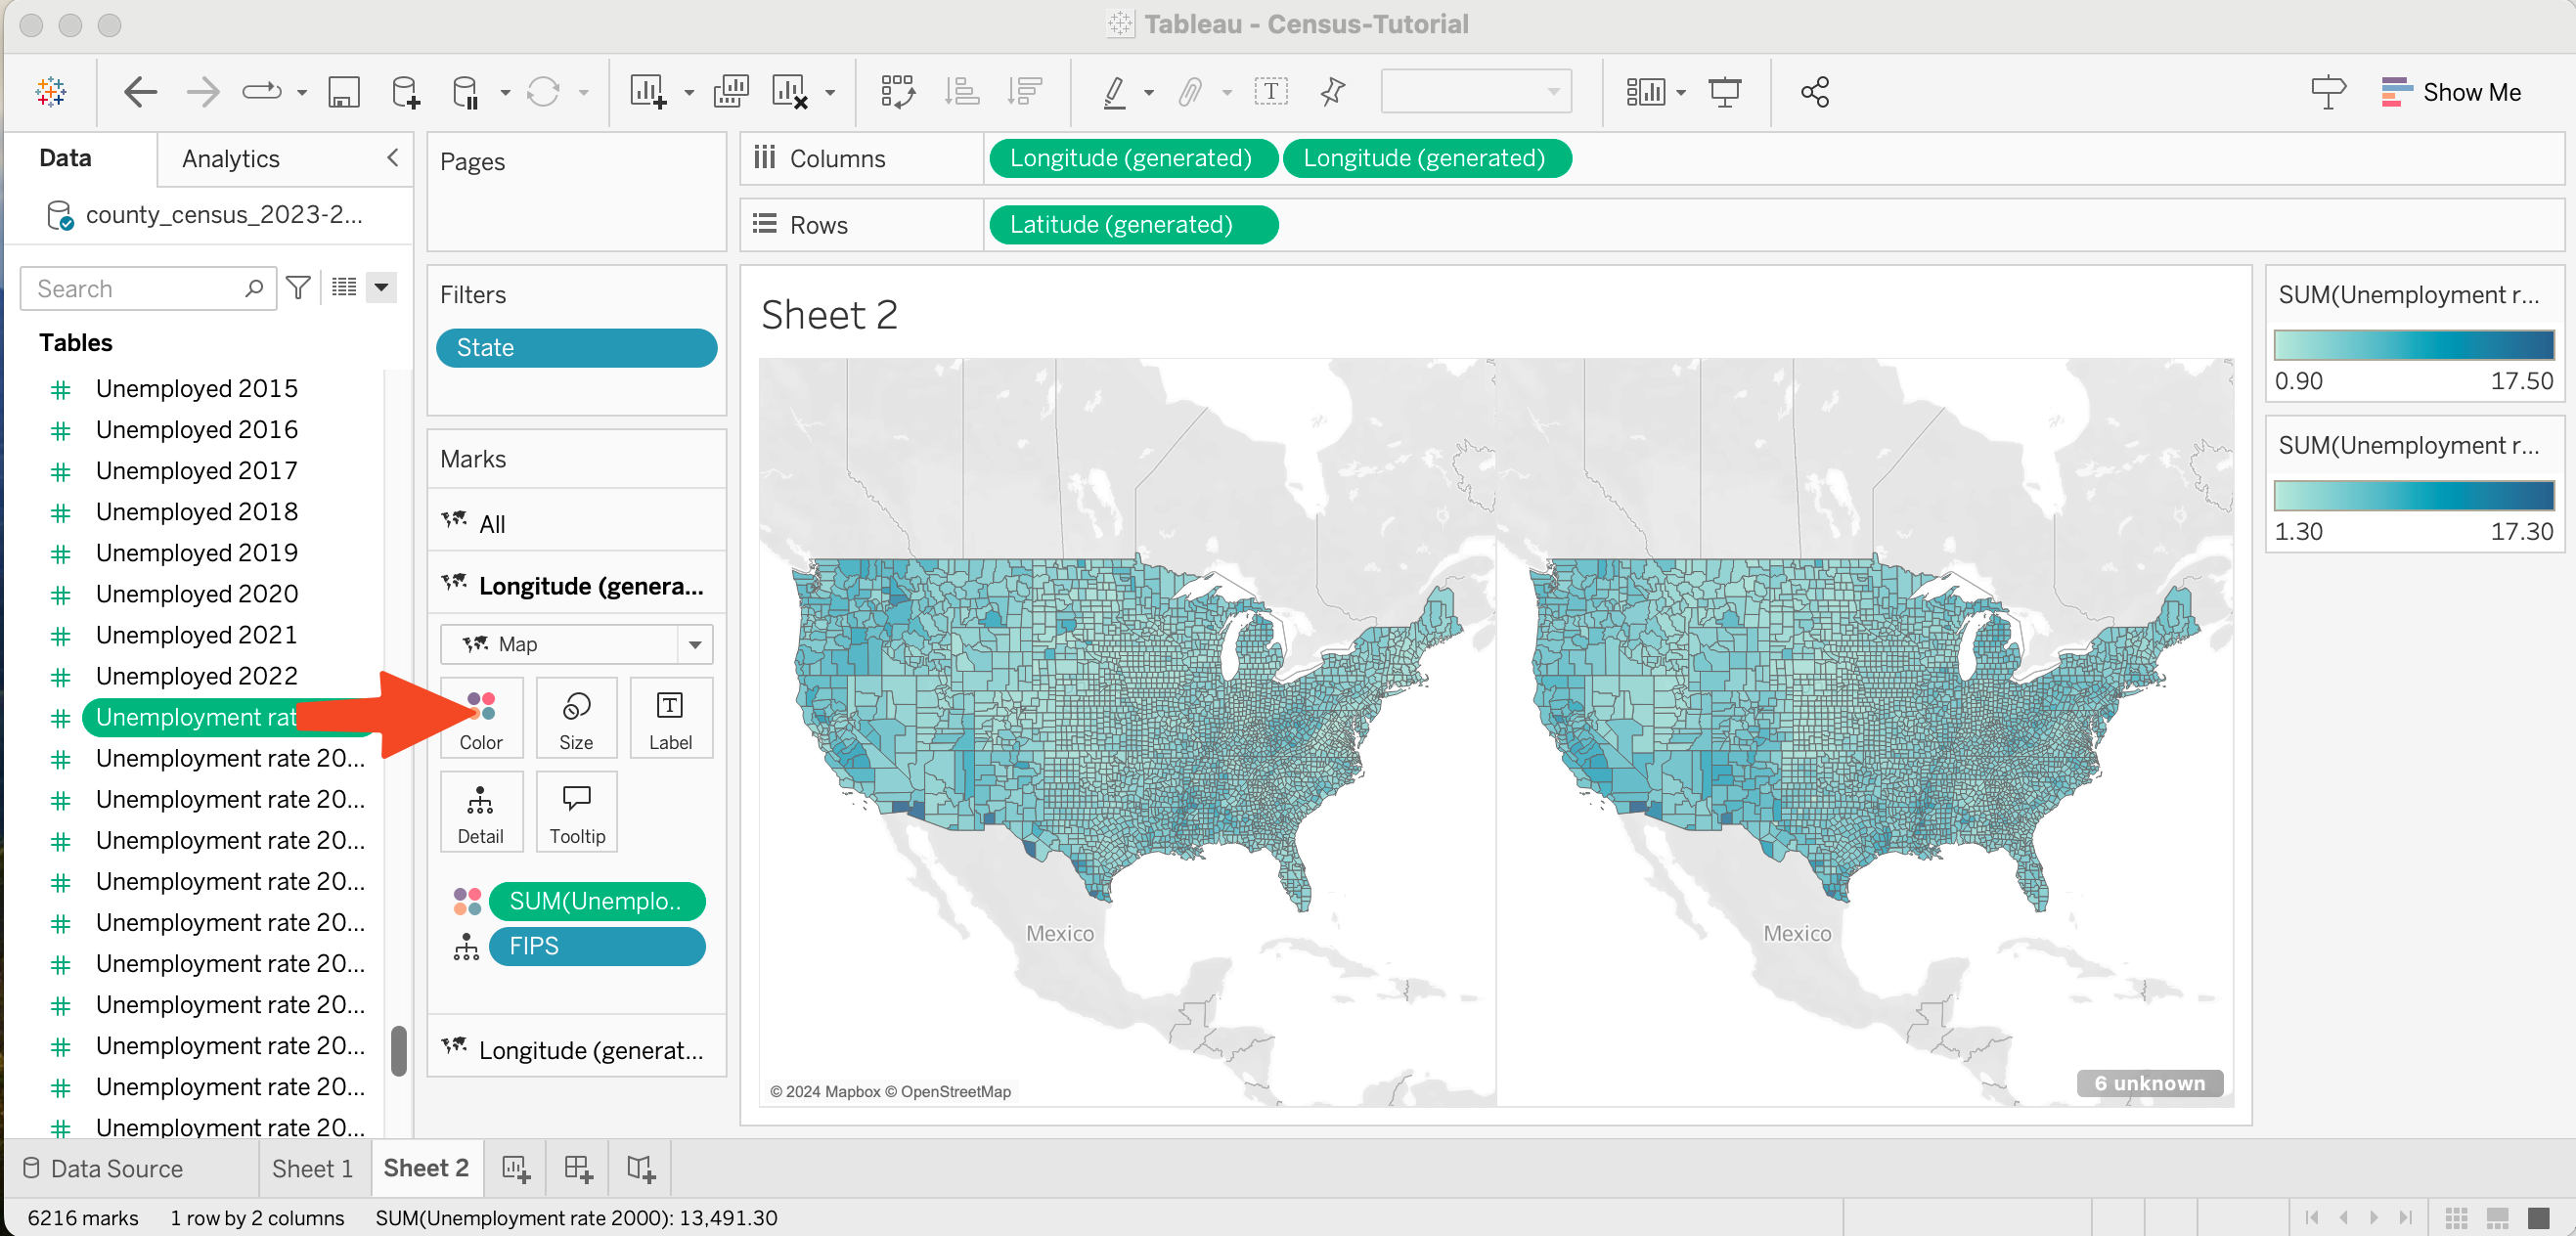 Tableau - Census-Tutorial
Show Me
Data
Analytics
county_census_2023-2...
Search
Tables
Unemployed 2015
Unemployed 2016
Unemployed 2017
Unemployed 2018
Unemployed 2019
Unemployed 2020
Unemployed 2021
Unemployed 2022
Unemployment rat
Unemployment rate 20...
Unemployment rate 20...
Unemployment rate 20...
Unemployment rate 20...
Unemployment rate 20...
Unemployment rate 20...
Unemployment rate 20...
Unemployment rate 20...
Unemployment rate 20...
Unemployment rate 20...
Pages
Filters
State
Marks
All
Longitude (genera...
Map
Color
Size
Label
Detail
Tooltip
SUM(Unemplo..
FIPS
Longitude (generat...
Columns
Longitude (generated)
Longitude (generated)
Rows
Latitude (generated)
Sheet 2
Mexico
Mexico
© 2024 Mapbox © OpenStreetMap
6 unknown
SUM(Unemployment r...
0.90
17.50
SUM(Unemployment r...
1.30
17.30
Data Source
Sheet 1
Sheet 2
6216 marks
1 row by 2 columns
SUM(Unemployment rate 2000): 13,491.30